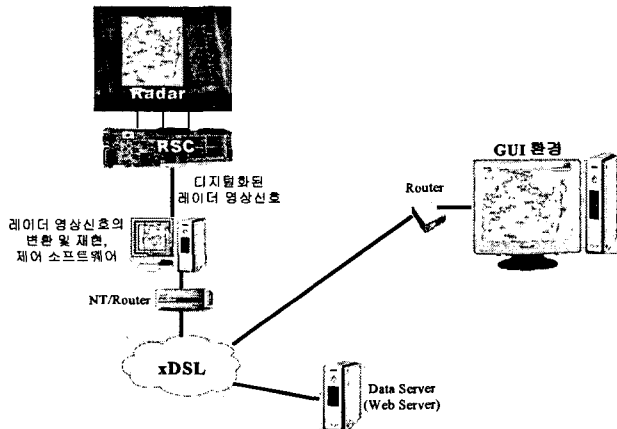 Radar
RSC
디지털화된
레이더 영상신호
레이더 영상신호의
변환 및 재현,
제어 소프트웨어
NT/Router
xDSL
Router
GUI 환경
Data Server
(Web Server)